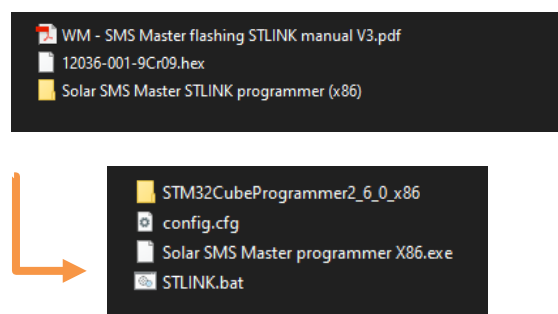 WM - SMS Master flashing STLINK manual V3.pdf
12036-001-9Cr09.hex
Solar SMS Master STLINK programmer (x86)
STM32CubeProgrammer2_6_0_x86
config.cfg
Solar SMS Master programmer X86.exe
STLINK.bat